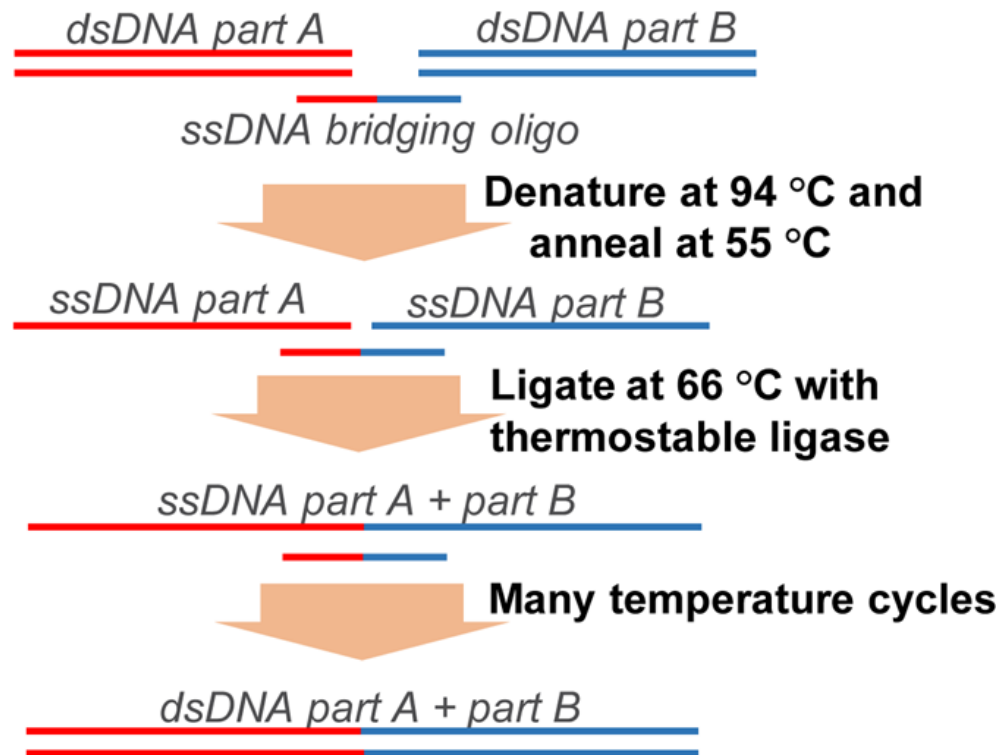 dsDNA part A
dsDNA part B
ssDNA bridging oligo
Denature at 94 °C and
anneal at 55 °C
ssDNA part A
ssDNA part B
Ligate at 66 °C with
thermostable ligase
ssDNA part A + part B
Many temperature cycles
dsDNA part A + part B